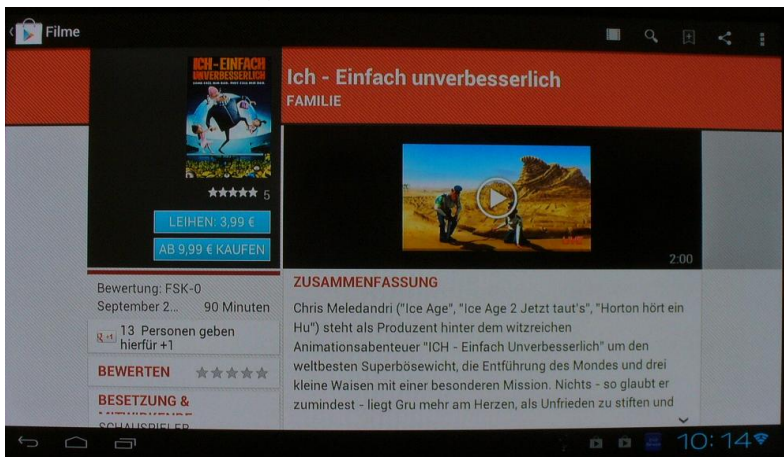 Filme
ICH-EINFACH
UNVERBESSERLICH
Ich - Einfach unverbesserlich
FAMILIE
5
LEIHEN: 3,99 €
AB 9,99 € KAUFEN
2:00
Bewertung: FSK-0
September 2... 90 Minuten
+1 13 Personen geben
hierfür +1
BEWERTEN
BESETZUNG &
MITWIRKENDE
SCHAUSPIELER
ZUSAMMENFASSUNG
Chris Meledandri ("Ice Age", "Ice Age 2 Jetzt taut's", "Horton hört ein
Hu") steht als Produzent hinter dem witzreichen
Animationsabenteuer "ICH - Einfach Unverbesserlich" um den
weltbesten Superbösewicht, die Entführung des Mondes und drei
kleine Waisen mit einer besonderen Mission. Nichts - so glaubt er
zumindest - liegt Gru mehr am Herzen, als Unfrieden zu stiften und
10:14